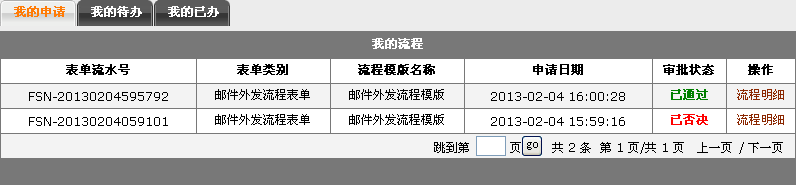 我的申请 我的待办 我的已办
我的流程
表单流水号 表单类别 流程模版名称 申请日期 审批状态 操作
FSN-20130204595792 邮件外发流程表单 邮件外发流程模版 2013-02-04 16:00:28 已通过 流程明细
FSN-20130204059101 邮件外发流程表单 邮件外发流程模版 2013-02-04 15:59:16 已否决 流程明细
跳到第 页 go 共 2 条 第 1 页/共 1 页 上一页 / 下一页